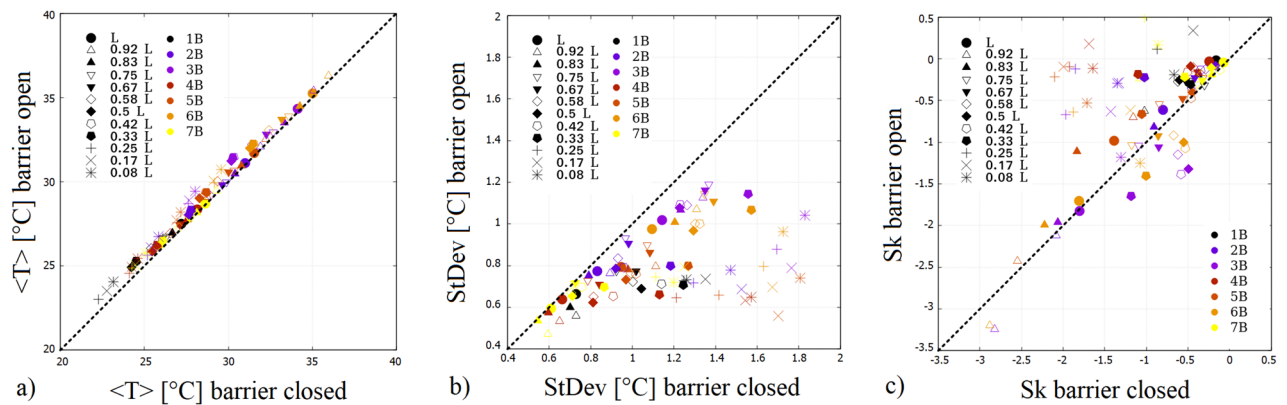 L
0.92 L
0.83 L
0.75 L
0.67 L
0.58 L
0.5 L
0.42 L
0.33 L
0.25 L
0.17 L
0.08 L
1B
2B
3B
4B
5B
6B
7B
40
35
30
25
20
20 25 30 35 40
<T> [°C] barrier open
a) <T> [°C] barrier closed
L
0.92 L
0.83 L
0.75 L
0.67 L
0.58 L
0.5 L
0.42 L
0.33 L
0.25 L
0.17 L
0.08 L
1B
2B
3B
4B
5B
6B
7B
2
1.8
1.6
1.4
1.2
1
0.8
0.6
0.4
0.4 0.6 0.8 1 1.2 1.4 1.6 1.8 2
StDev [°C] barrier open
b) StDev [°C] barrier closed
L
0.92 L
0.83 L
0.75 L
0.67 L
0.58 L
0.5 L
0.42 L
0.33 L
0.25 L
0.17 L
0.08 L
1B
2B
3B
4B
5B
6B
7B
0.5
0
-0.5
-1
-1.5
-2
-2.5
-3
-3.5
-3.5 -3 -2.5 -2 -1.5 -1 -0.5 0 0.5
Sk barrier open
c) Sk barrier closed